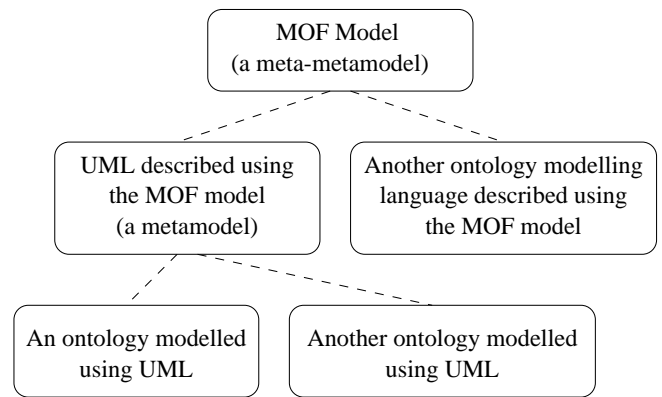 MOF Model
(a meta-metamodel)
UML described using
the MOF model
(a metamodel)
Another ontology modelling
language described using
the MOF model
An ontology modelled
using UML
Another ontology modelled
using UML